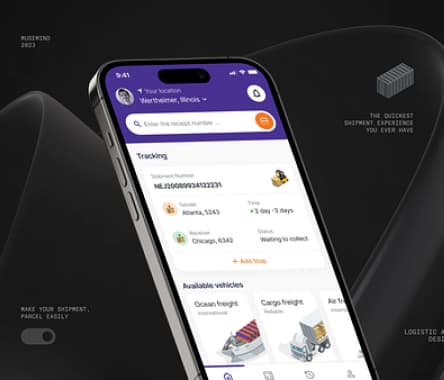 MUSEMIND
2023
THE QUICKEST
SHIPMENT EXPERIENCE
YOU EVER HAVE
9:41
Your location
Wertheimer, Illinois
Enter the receipt number ...
Tracking
Shipment Number
NEJ20089934122231
Sender
Atlanta, 5243
Time
2 day -3 days
Receiver
Chicago, 6342
Status
Waiting to collect
+ Add Stop
Available vehicles
Ocean freight
International
Cargo freight
Reliable
Air fr
MAKE YOUR SHIPMENT,
PARCEL EASILY
LOGISTIC